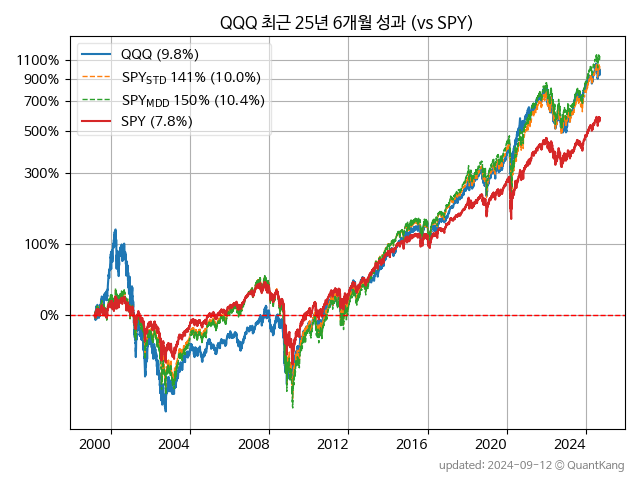 QQQ 최근 25년 6개월 성과 (vs SPY)
QQQ (9.8%)
SPYSTD 141% (10.0%)
SPYMDD 150% (10.4%)
SPY (7.8%)
1100%
900%
700%
500%
300%
100%
0%
2000 2004 2008 2012 2016 2020 2024
updated: 2024-09-12 © QuantKang